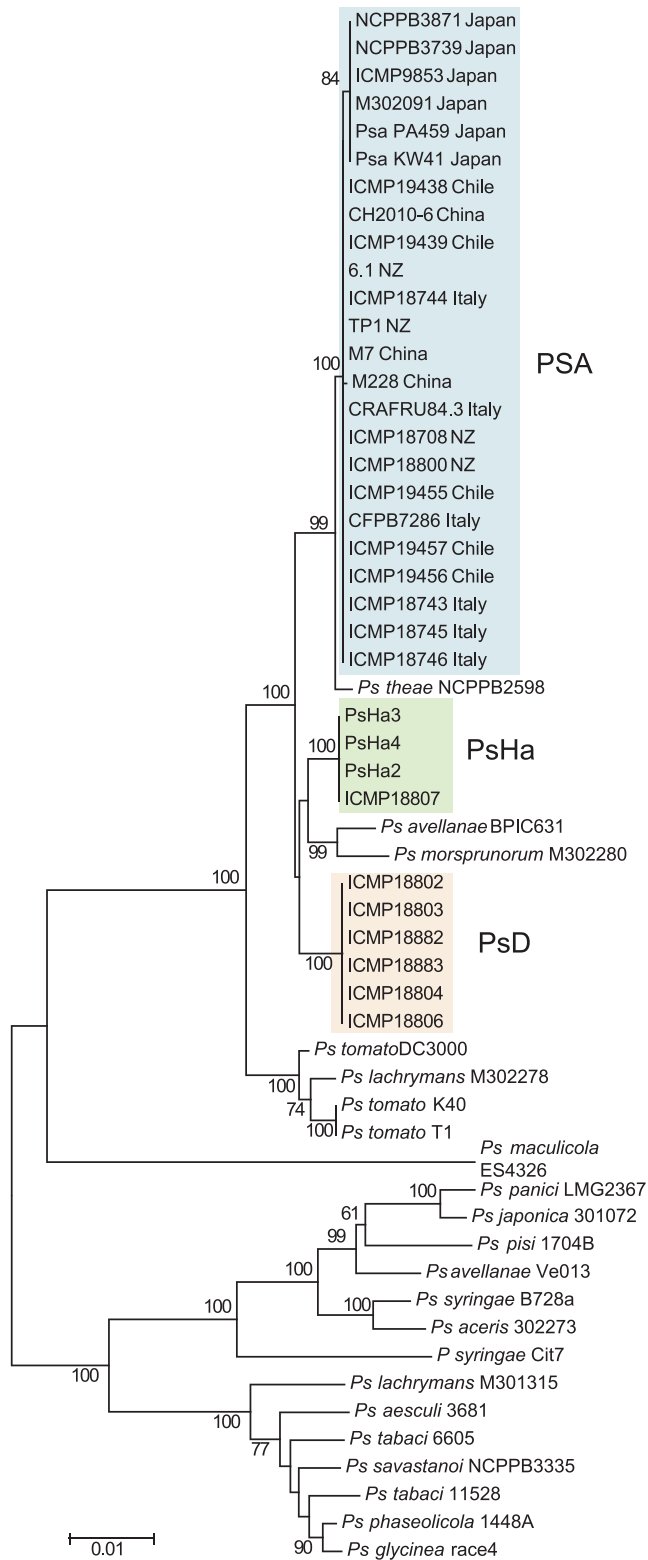 NCPPB3871 Japan
NCPPB3739 Japan
ICMP9853 Japan
84
M302091 Japan
Psa PA459 Japan
Psa KW41 Japan
ICMP19438 Chile
CH2010-6 China
ICMP19439 Chile
6.1 NZ
ICMP18744 Italy
TP1 NZ
M7 China
100
PSA
M228 China
CRAFRU84.3 Italy
ICMP18708 NZ
ICMP18800 NZ
ICMP19455 Chile
CFPB7286 Italy
99
ICMP19457 Chile
ICMP19456 Chile
ICMP18743 Italy
ICMP18745 Italy
ICMP18746 Italy
Ps theae NCPPB2598
100
PsHa3
PsHa4
100
PsHa
PsHa2
ICMP18807
Ps avellanae BPIC631
99
Ps morsprunorum M302280
100
ICMP18802
ICMP18803
ICMP18882
PsD
100
ICMP18883
ICMP18804
ICMP18806
Ps tomatoDC3000
100
Ps lachrymans M302278
74
Ps tomato K40
100
Ps tomato T1
Ps maculicola
ES4326
100
Ps panici LMG2367
61
Ps japonica 301072
99
Ps pisi 1704B
100
Ps avellanae Ve013
100
100
Ps syringae B728a
Ps aceris 302273
P syringae Cit7
100
Ps lachrymans M301315
100
Ps aesculi 3681
77
Ps tabaci 6605
Ps savastanoi NCPPB3335
Ps tabaci 11528
Ps phaseolicola 1448A
90
Ps glycinea race4
0.01